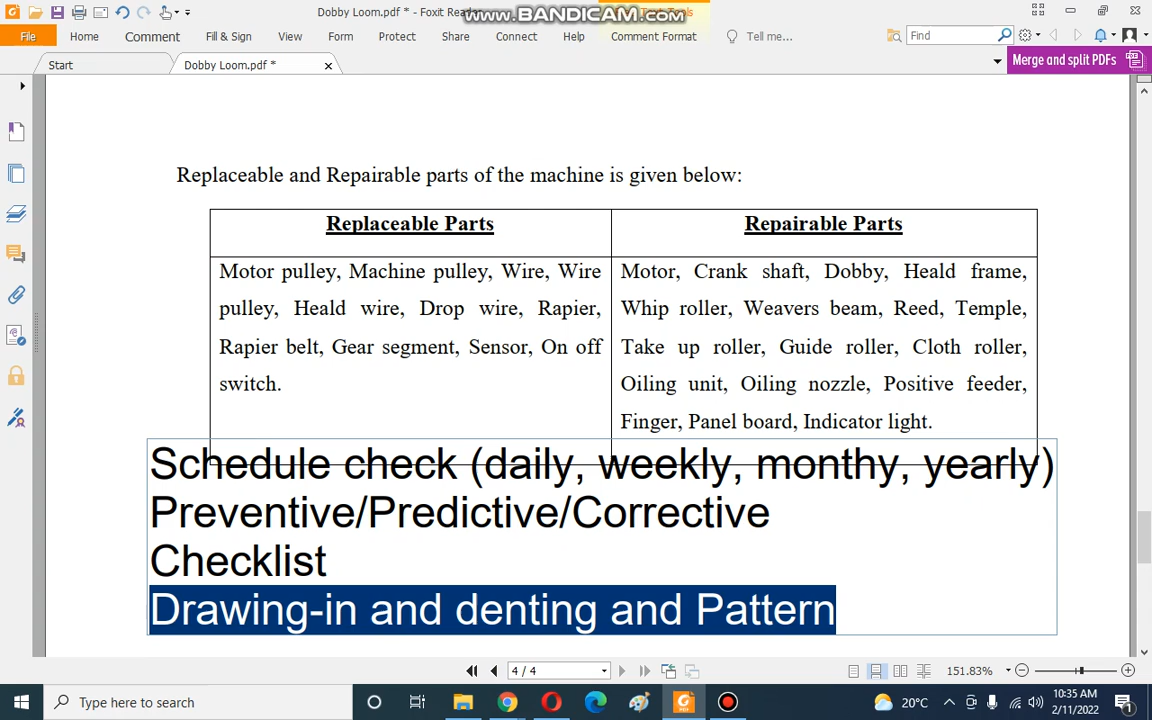 Dobby Loom.pdf * - Foxit Reader
www.BANDICAM.com
File Home Comment Fill & Sign View Form Protect Share Connect Help Comment Format Tell me... Find
Start Dobby Loom.pdf * Merge and split PDFs
Replaceable and Repairable parts of the machine is given below:
Replaceable Parts
Motor pulley, Machine pulley, Wire, Wire
pulley, Heald wire, Drop wire, Rapier,
Rapier belt, Gear segment, Sensor, On off
switch.
Repairable Parts
Motor, Crank shaft, Dobby, Heald frame,
Whip roller, Weavers beam, Reed, Temple,
Take up roller, Guide roller, Cloth roller,
Oiling unit, Oiling nozzle, Positive feeder,
Finger, Panel board, Indicator light.
Schedule check (daily, weekly, monthy, yearly)
Preventive/Predictive/Corrective
Checklist
Drawing-in and denting and Pattern
4 / 4 151.83%
Type here to search 20°C 10:35 AM
2/11/2022